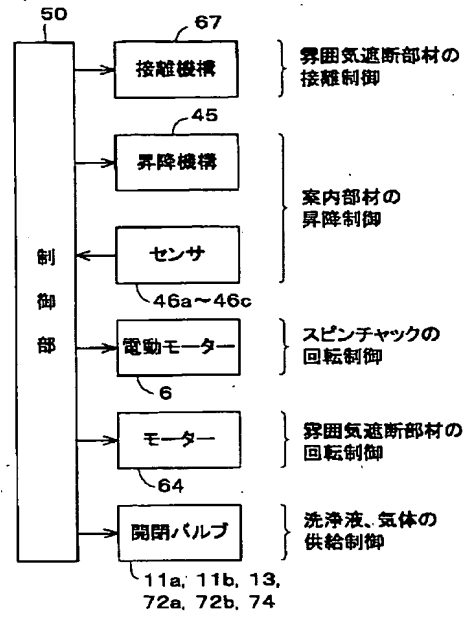 50
制御部
67
接離機構
雰囲気遮断部材の
接離制御
45
昇降機構
案内部材の
昇降制御
センサ
46a～46c
電動モーター
スピンチャックの
回転制御
6
モーター
雰囲気遮断部材の
回転制御
64
開閉バルブ
洗浄液、気体の
供給制御
11a, 11b, 13,
72a, 72b, 74